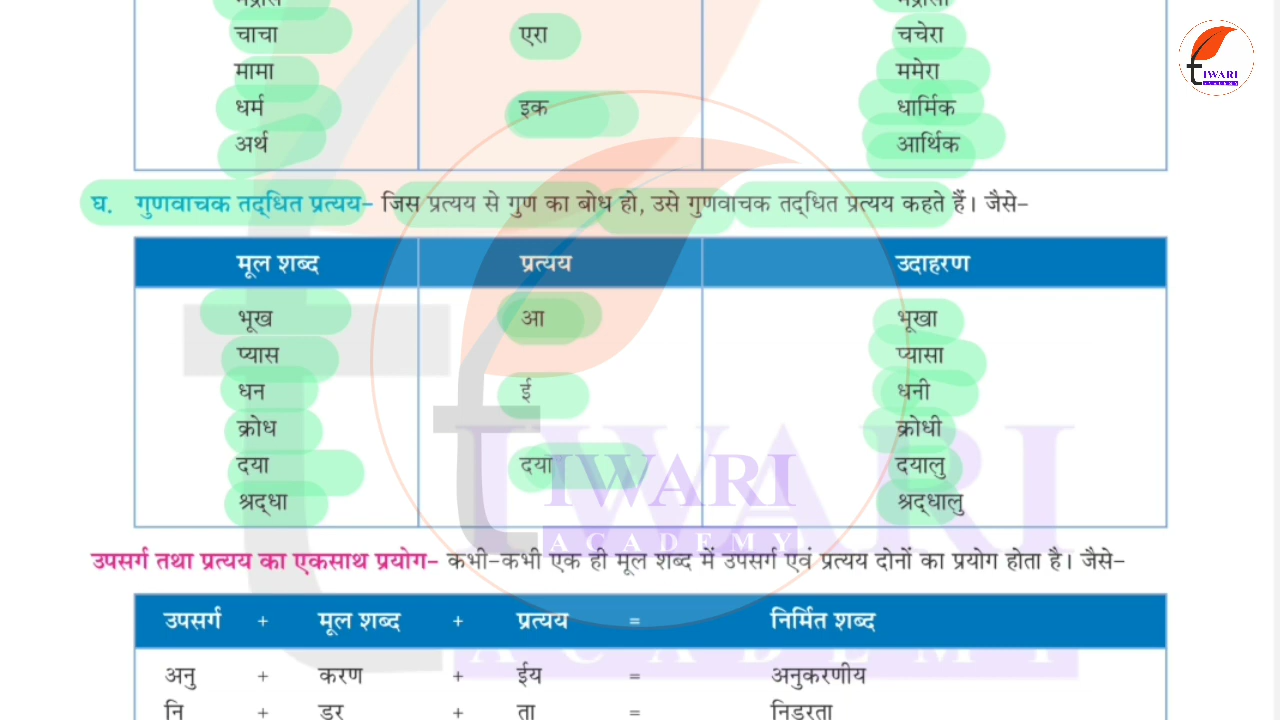 चाचा एरा चचेरा
मामा ममेरा
धर्म इक धार्मिक
अर्थ आर्थिक
tIWARI
ACADEMY
घ. गुणवाचक तद्‌धित प्रत्यय– जिस प्रत्यय से गुण का बोध हो, उसे गुणवाचक तद्‌धित प्रत्यय कहते हैं। जैसे–
मूल शब्द प्रत्यय उदाहरण
भूख आ भूखा
प्यास प्यासा
धन ई धनी
क्रोध क्रोधी
दया दया दयालु
श्रद्‌धा श्रद्‌धालु
tIWARI
ACADEMY
उपसर्ग तथा प्रत्यय का एकसाथ प्रयोग– कभी–कभी एक ही मूल शब्द में उपसर्ग एवं प्रत्यय दोनों का प्रयोग होता है। जैसे–
उपसर्ग + मूल शब्द + प्रत्यय = निर्मित शब्द
अनु + करण + ईय = अनुकरणीय
नि + डर + ता = निडरता